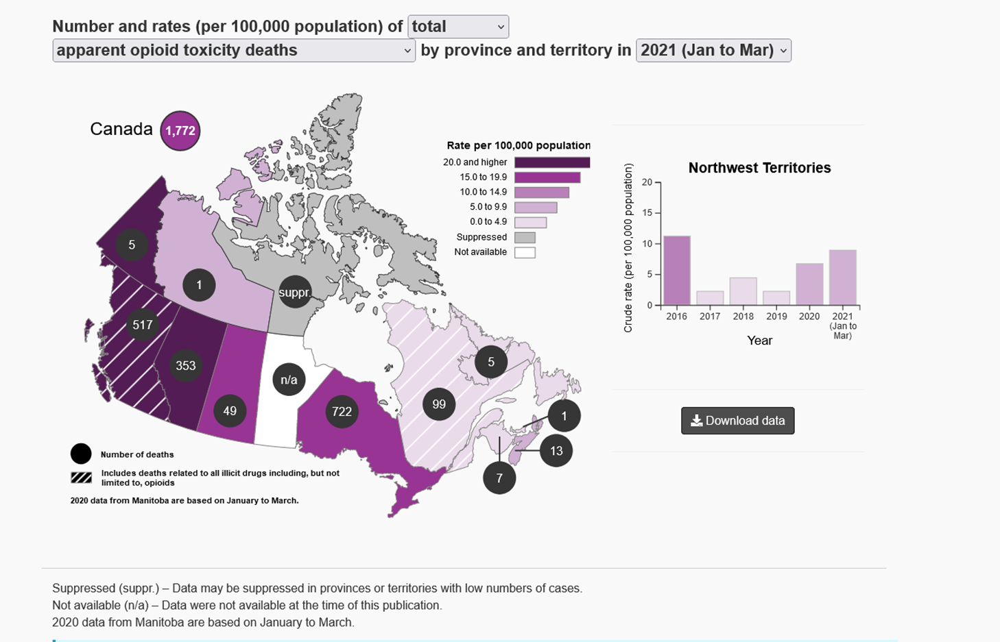 Number and rates (per 100,000 population) of total
apparent opioid toxicity deaths by province and territory in 2021 (Jan to Mar)
Canada 1,772
Rate per 100,000 population
20.0 and higher
15.0 to 19.9
10.0 to 14.9
5.0 to 9.9
0.0 to 4.9
Suppressed
Not available
5
1
suppr.
517
353
49
n/a
722
99
5
1
13
7
Number of deaths
Includes deaths related to all illicit drugs including, but not
limited to, opioids
2020 data from Manitoba are based on January to March.
Northwest Territories
Crude rate (per 100,000 population)
20
15
10
5
0
2016 2017 2018 2019 2020 2021
(Jan to
Mar)
Year
Download data
Suppressed (suppr.) – Data may be suppressed in provinces or territories with low numbers of cases.
Not available (n/a) – Data were not available at the time of this publication.
2020 data from Manitoba are based on January to March.